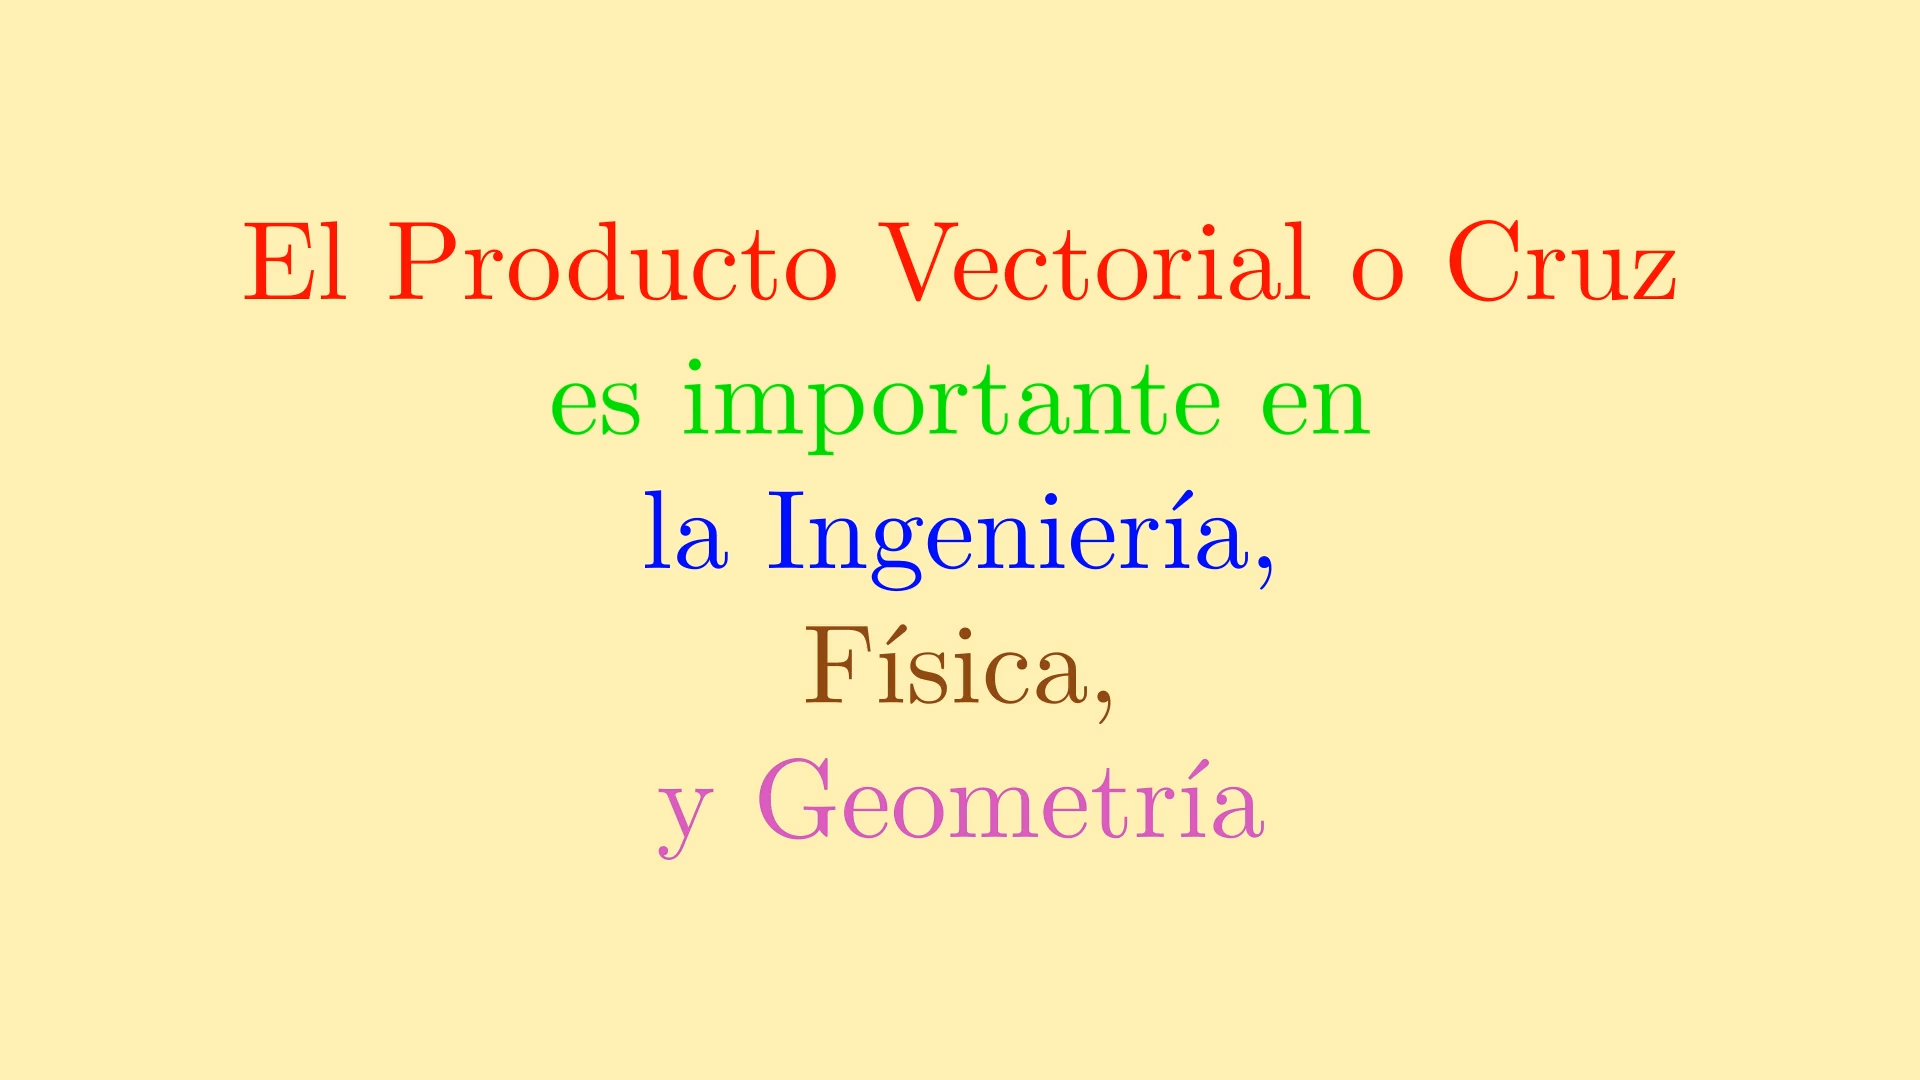 El Producto Vectorial o Cruz
es importante en
la Ingeniería,
Física,
y Geometría